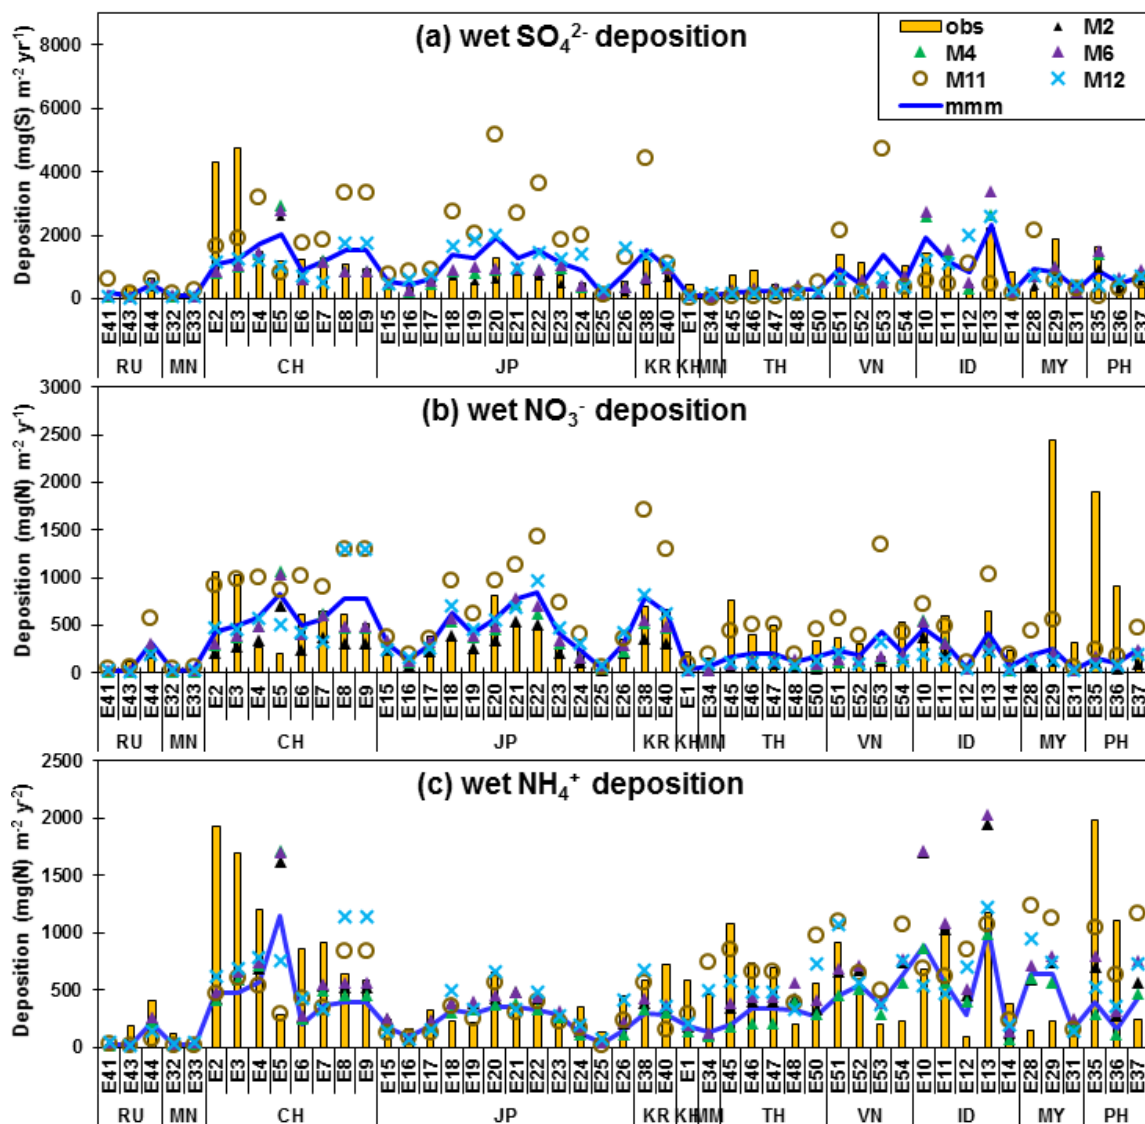 (a) wet SO₄²⁻ deposition
obs M2
M4 M6
M11 M12
mmm
Deposition (mg(S) m⁻² yr⁻¹)
8000
6000
4000
2000
0
E41 E43 E44 E32 E33 E2 E3 E4 E5 E6 E7 E8 E9 E15 E16 E17 E18 E19 E20 E21 E22 E23 E24 E25 E26 E38 E40 E1 E34 E45 E46 E47 E48 E50 E51 E52 E53 E54 E10 E11 E12 E13 E14 E28 E29 E31 E35 E36 E37
RU MN CH JP KR KH MM TH VN ID MY PH
(b) wet NO₃⁻ deposition
Deposition (mg(N) m⁻² y⁻¹)
3000
2500
2000
1500
1000
500
0
E41 E43 E44 E32 E33 E2 E3 E4 E5 E6 E7 E8 E9 E15 E16 E17 E18 E19 E20 E21 E22 E23 E24 E25 E26 E38 E40 E1 E34 E45 E46 E47 E48 E50 E51 E52 E53 E54 E10 E11 E12 E13 E14 E28 E29 E31 E35 E36 E37
RU MN CH JP KR KH MM TH VN ID MY PH
(c) wet NH₄⁺ deposition
Deposition (mg(N) m⁻² y⁻²)
2500
2000
1500
1000
500
0
E41 E43 E44 E32 E33 E2 E3 E4 E5 E6 E7 E8 E9 E15 E16 E17 E18 E19 E20 E21 E22 E23 E24 E25 E26 E38 E40 E1 E34 E45 E46 E47 E48 E50 E51 E52 E53 E54 E10 E11 E12 E13 E14 E28 E29 E31 E35 E36 E37
RU MN CH JP KR KH MM TH VN ID MY PH